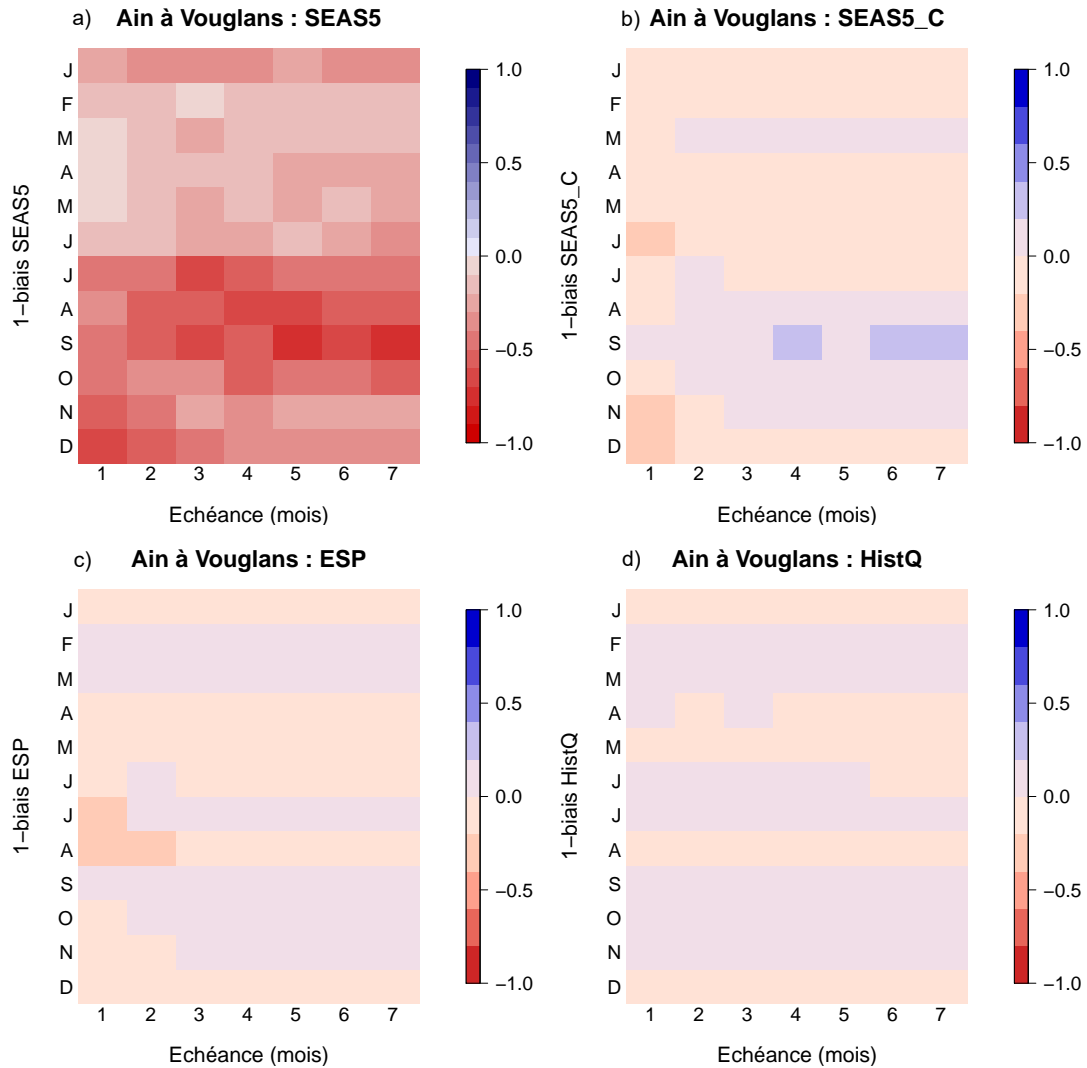 a) Ain à Vouglans : SEAS5
1−biais SEAS5
J
F
M
A
M
J
J
A
S
O
N
D
1 2 3 4 5 6 7
Echéance (mois)
1.0
0.5
0.0
−0.5
−1.0
b) Ain à Vouglans : SEAS5_C
1−biais SEAS5_C
J
F
M
A
M
J
J
A
S
O
N
D
1 2 3 4 5 6 7
Echéance (mois)
1.0
0.5
0.0
−0.5
−1.0
c) Ain à Vouglans : ESP
1−biais ESP
J
F
M
A
M
J
J
A
S
O
N
D
1 2 3 4 5 6 7
Echéance (mois)
1.0
0.5
0.0
−0.5
−1.0
d) Ain à Vouglans : HistQ
1−biais HistQ
J
F
M
A
M
J
J
A
S
O
N
D
1 2 3 4 5 6 7
Echéance (mois)
1.0
0.5
0.0
−0.5
−1.0